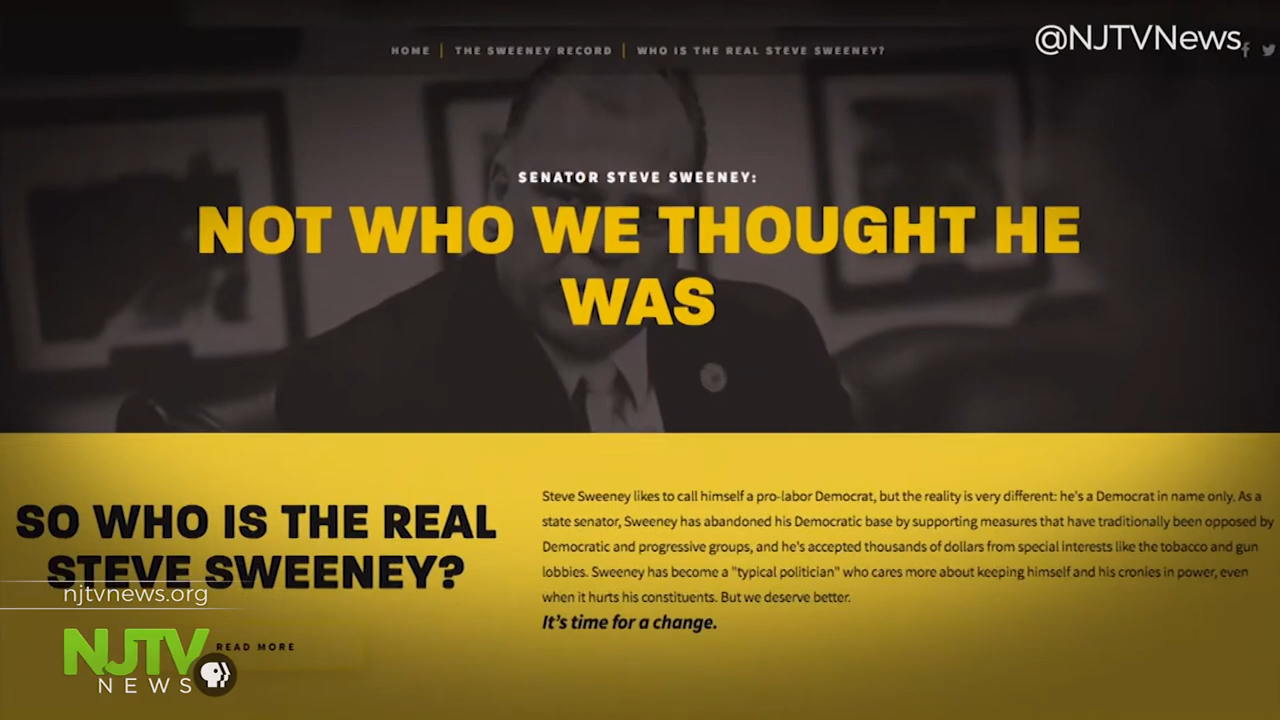 @NJTVNews
HOME | THE SWEENEY RECORD | WHO IS THE REAL STEVE SWEENEY?
SENATOR STEVE SWEENEY:
NOT WHO WE THOUGHT HE
WAS
SO WHO IS THE REAL
STEVE SWEENEY?
READ MORE
Steve Sweeney likes to call himself a pro-labor Democrat, but the reality is very different: he's a Democrat in name only. As a
state senator, Sweeney has abandoned his Democratic base by supporting measures that have traditionally been opposed by
Democratic and progressive groups, and he's accepted thousands of dollars from special interests like the tobacco and gun
lobbies. Sweeney has become a "typical politician" who cares more about keeping himself and his cronies in power, even
when it hurts his constituents. But we deserve better.
It's time for a change.
njtvnews.org
NJTV
NEWS